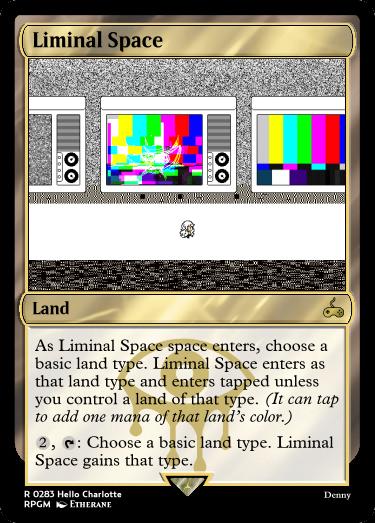 Liminal Space
Land
As Liminal Space space enters, choose a
basic land type. Liminal Space enters as
that land type and enters tapped unless
you control a land of that type. (It can tap
to add one mana of that land's color.)
2, : Choose a basic land type. Liminal
Space gains that type.
R 0283 Hello Charlotte
Denny
RPGM ETHERANE